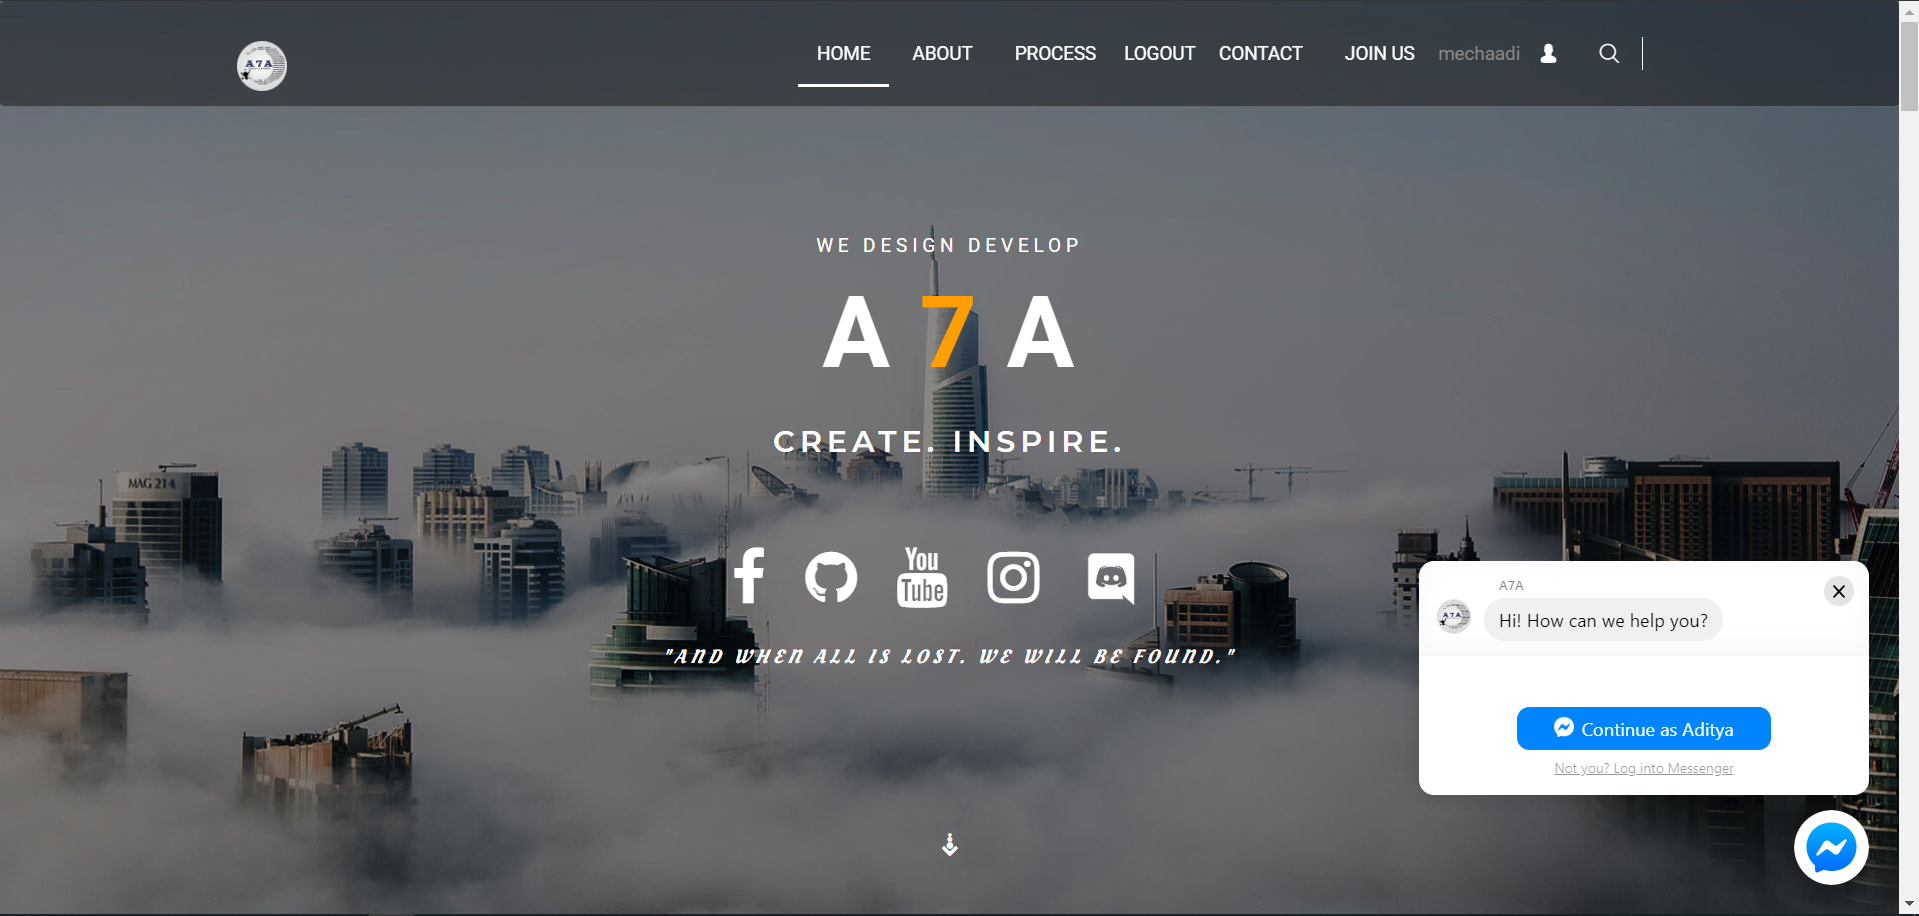 A7A
HOME ABOUT PROCESS LOGOUT CONTACT JOIN US mechaadi
WE DESIGN DEVELOP
A 7 A
CREATE. INSPIRE.
MAG 214
You
Tube
"AND WHEN ALL IS LOST. WE WILL BE FOUND."
A7A
A7A
Hi! How can we help you?
Continue as Aditya
Not you? Log into Messenger